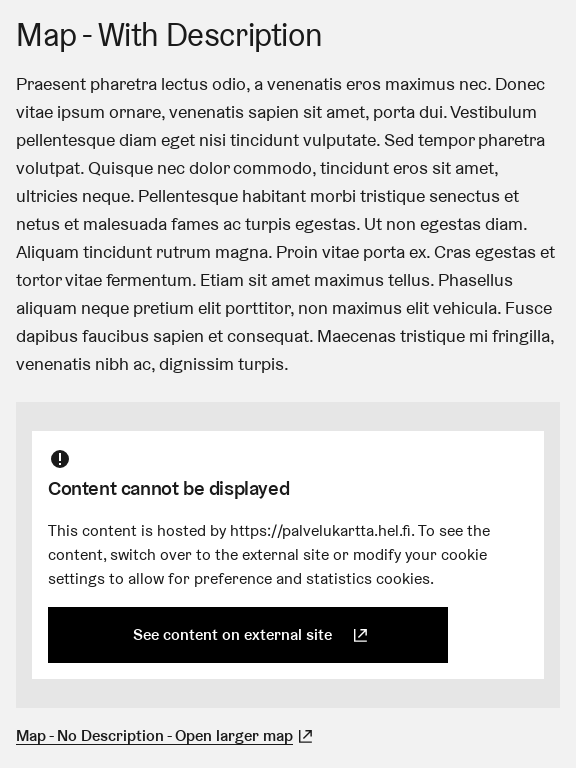 Map - With Description
Praesent pharetra lectus odio, a venenatis eros maximus nec. Donec
vitae ipsum ornare, venenatis sapien sit amet, porta dui. Vestibulum
pellentesque diam eget nisi tincidunt vulputate. Sed tempor pharetra
volutpat. Quisque nec dolor commodo, tincidunt eros sit amet,
ultricies neque. Pellentesque habitant morbi tristique senectus et
netus et malesuada fames ac turpis egestas. Ut non egestas diam.
Aliquam tincidunt rutrum magna. Proin vitae porta ex. Cras egestas et
tortor vitae fermentum. Etiam sit amet maximus tellus. Phasellus
aliquam neque pretium elit porttitor, non maximus elit vehicula. Fusce
dapibus faucibus sapien et consequat. Maecenas tristique mi fringilla,
venenatis nibh ac, dignissim turpis.
Content cannot be displayed
This content is hosted by https://palvelukartta.hel.fi. To see the
content, switch over to the external site or modify your cookie
settings to allow for preference and statistics cookies.
See content on external site
Map - No Description - Open larger map